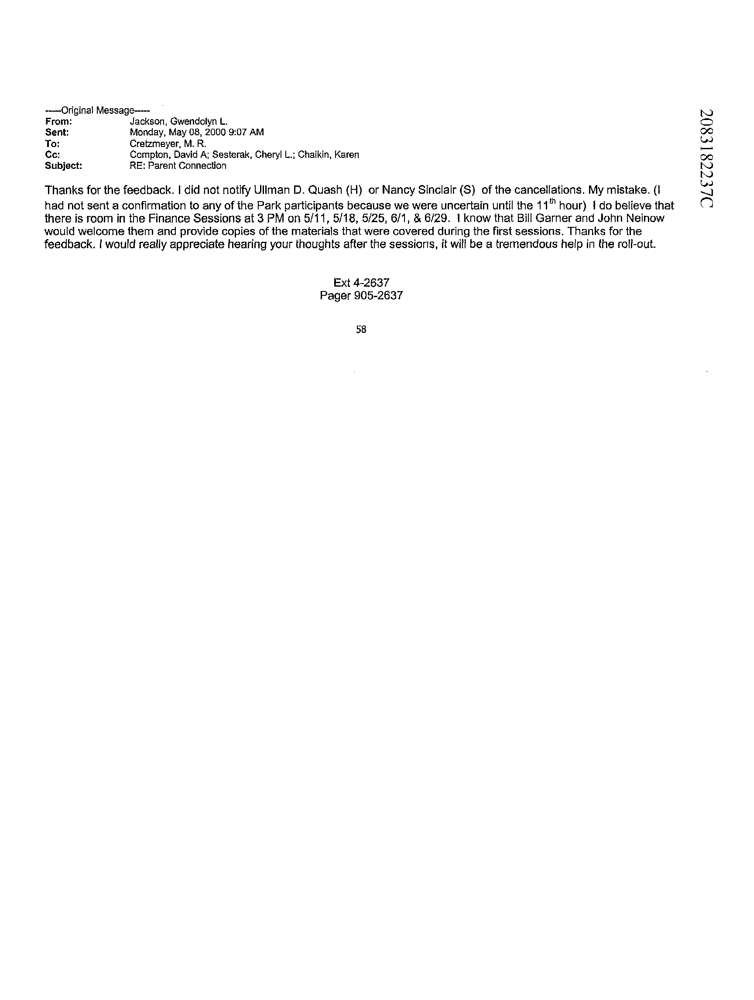 -----Original Message-----
From: Jackson, Gwendolyn L.
Sent: Monday, May 08, 2000 9:07 AM
To: Cretzmeyer, M. R.
Cc: Compton, David A; Sesterak, Cheryl L.; Chaikin, Karen
Subject: RE: Parent Connection
Thanks for the feedback. I did not notify Ullman D. Quash (H) or Nancy Sinclair (S) of the cancellations. My mistake. (I
had not sent a confirmation to any of the Park participants because we were uncertain until the 11th hour) I do believe that
there is room in the Finance Sessions at 3 PM on 5/11, 5/18, 5/25, 6/1, & 6/29. I know that Bill Garner and John Neinow
would welcome them and provide copies of the materials that were covered during the first sessions. Thanks for the
feedback. I would really appreciate hearing your thoughts after the sessions, it will be a tremendous help in the roll-out.
Ext 4-2637
Pager 905-2637
58
2083182237C